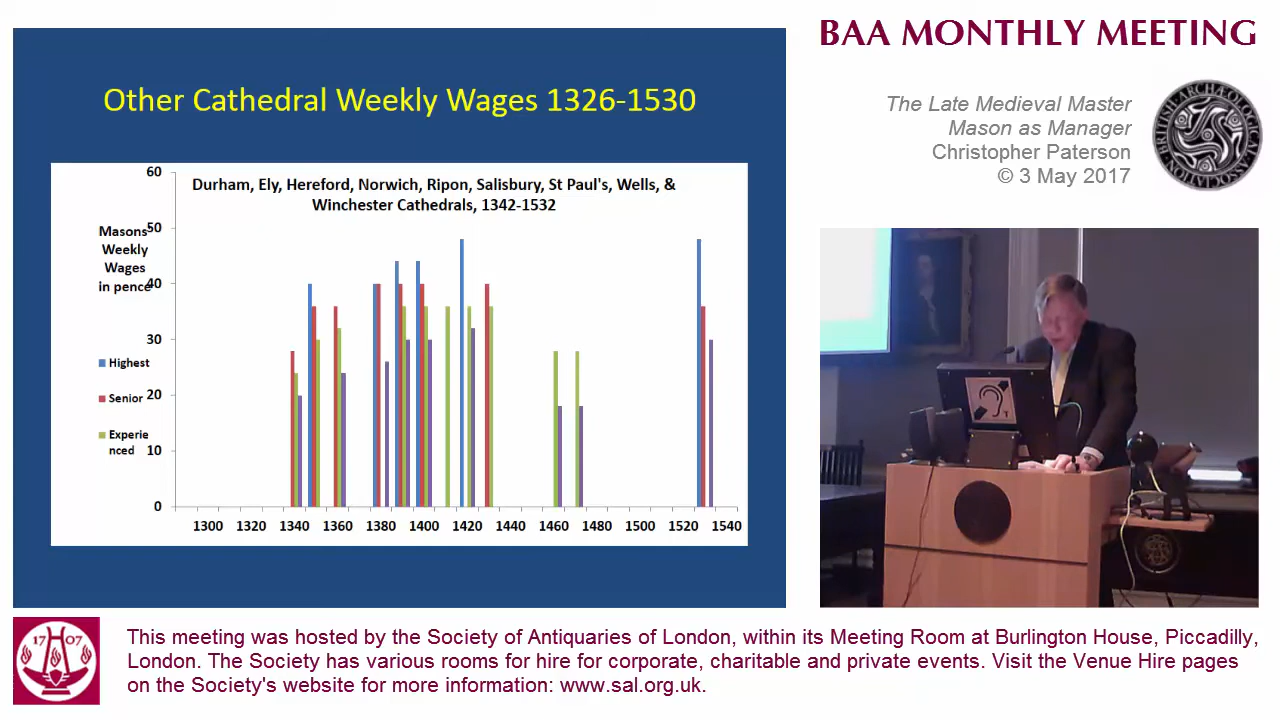 BAA MONTHLY MEETING
The Late Medieval Master
Mason as Manager
Christopher Paterson
© 3 May 2017
BRITISH ARCHÆOLOGICAL ASSOCIATION
Other Cathedral Weekly Wages 1326-1530
Durham, Ely, Hereford, Norwich, Ripon, Salisbury, St Paul's, Wells, &
Winchester Cathedrals, 1342-1532
Masons
Weekly
Wages
in pence
60
50
40
30
20
10
0
Highest
Senior
Experie
nced
1300 1320 1340 1360 1380 1400 1420 1440 1460 1480 1500 1520 1540
T
17 07
This meeting was hosted by the Society of Antiquaries of London, within its Meeting Room at Burlington House, Piccadilly,
London. The Society has various rooms for hire for corporate, charitable and private events. Visit the Venue Hire pages
on the Society's website for more information: www.sal.org.uk.